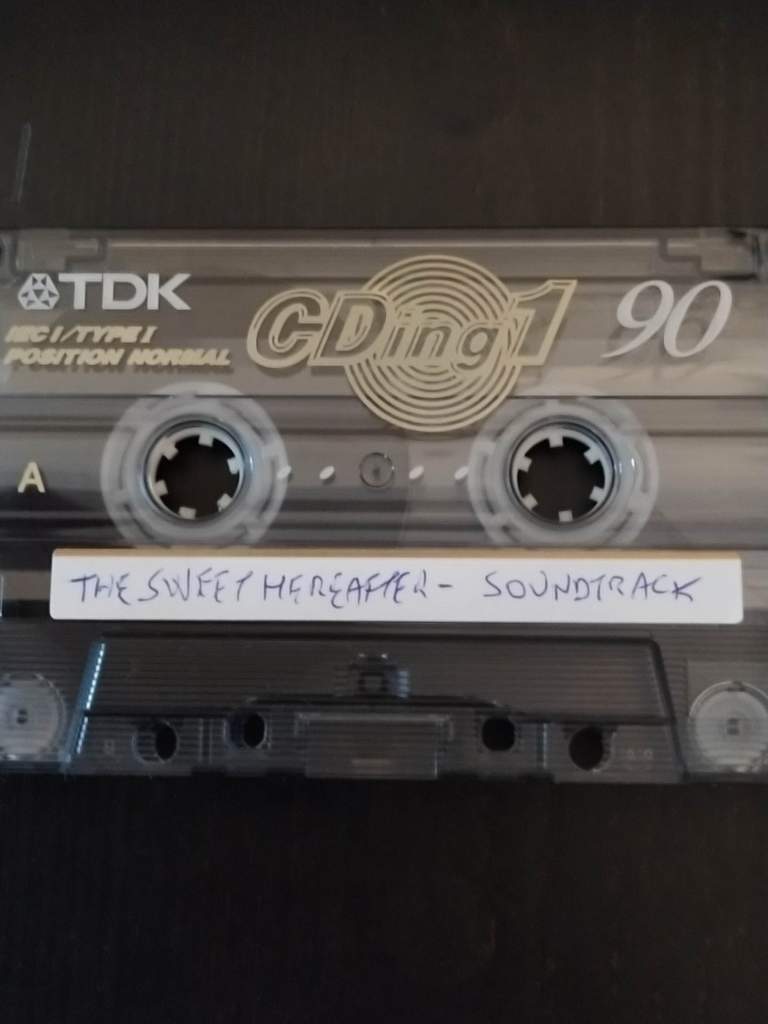 TDK CDing1 90
IEC I/TYPE I
POSITION NORMAL
A
THE SWEET HEREAFTER - SOUNDTRACK